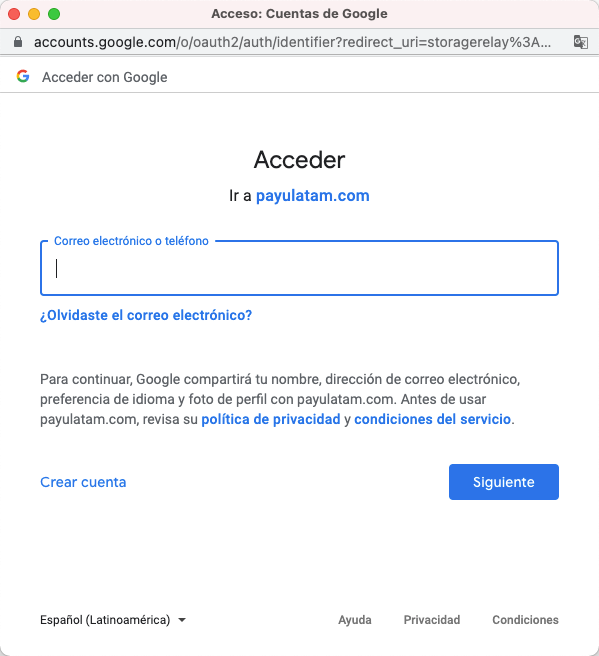 Acceso: Cuentas de Google
accounts.google.com/o/oauth2/auth/identifier?redirect_uri=storagerelay%3A...
Acceder con Google
Acceder
Ir a payulatam.com
Correo electrónico o teléfono
¿Olvidaste el correo electrónico?
Para continuar, Google compartirá tu nombre, dirección de correo electrónico,
preferencia de idioma y foto de perfil con payulatam.com. Antes de usar
payulatam.com, revisa su política de privacidad y condiciones del servicio.
Crear cuenta
Siguiente
Español (Latinoamérica)
Ayuda
Privacidad
Condiciones